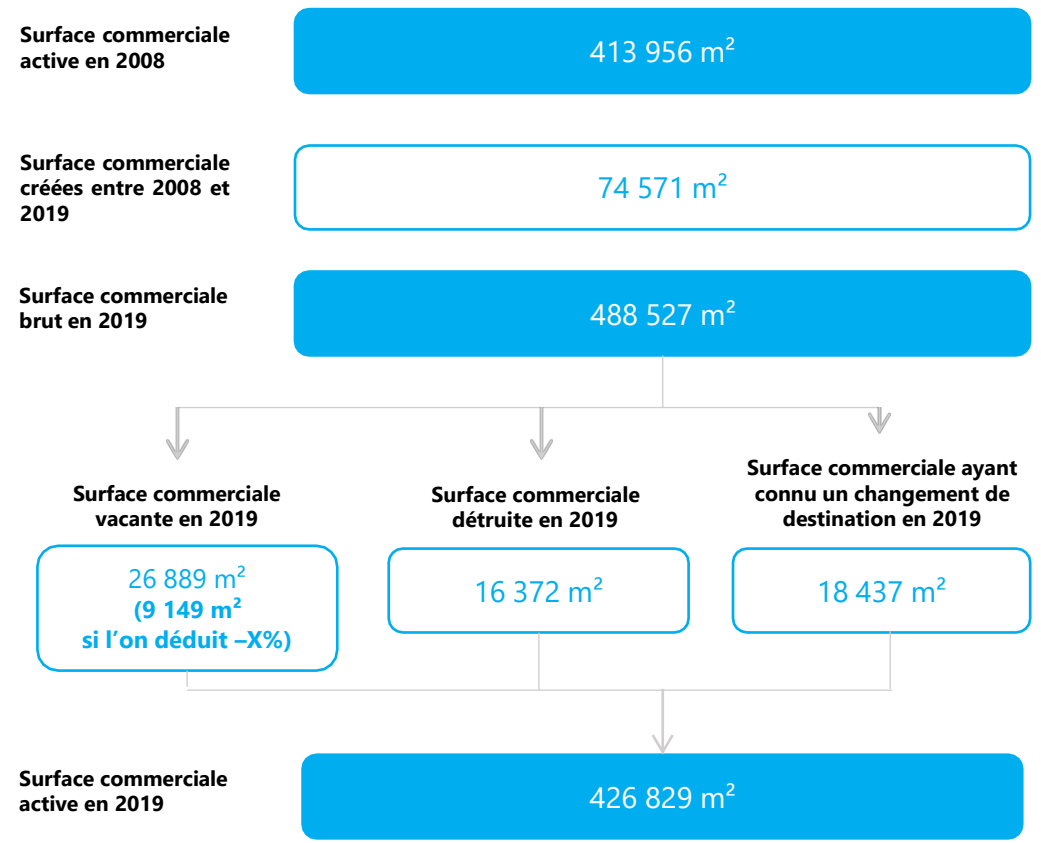 Surface commerciale
active en 2008
413 956 m²
Surface commerciale
créées entre 2008 et
2019
74 571 m²
Surface commerciale
brut en 2019
488 527 m²
Surface commerciale
vacante en 2019
26 889 m²
(9 149 m²
si l’on déduit –X%)
Surface commerciale
détruite en 2019
16 372 m²
Surface commerciale ayant
connu un changement de
destination en 2019
18 437 m²
Surface commerciale
active en 2019
426 829 m²